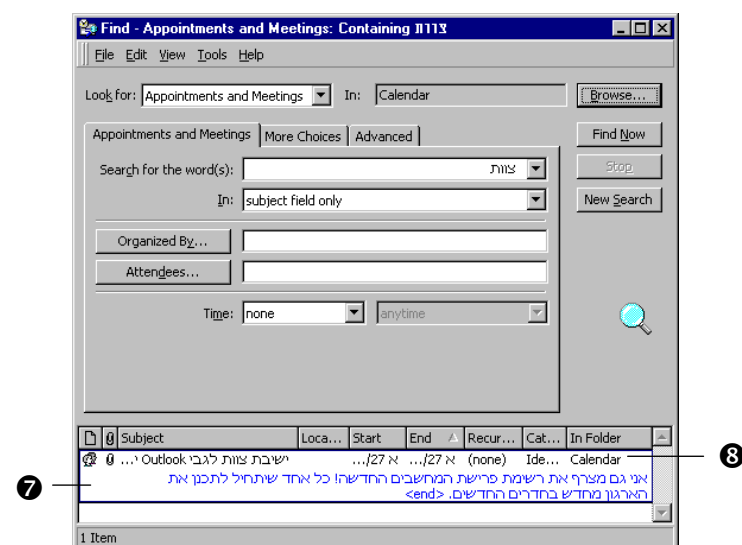 Find - Appointments and Meetings: Containing צוות
File Edit View Tools Help
Look for: Appointments and Meetings In: Calendar Browse...
Appointments and Meetings More Choices Advanced Find Now
Search for the word(s): צוות Stop
In: subject field only New Search
Organized By...
Attendees...
Time: none anytime
Subject Loca... Start End Recur... Cat... In Folder
ישיבת צוות לגבי Outlook י... א 27/... א 27/... (none) Ide... Calendar 8
7 אני גם מצרף את רשימת פרישת המחשבים החדשה! כל אחד שיתחיל לתכנן את
הארגון מחדש בחדרים החדשים. <end>
1 Item